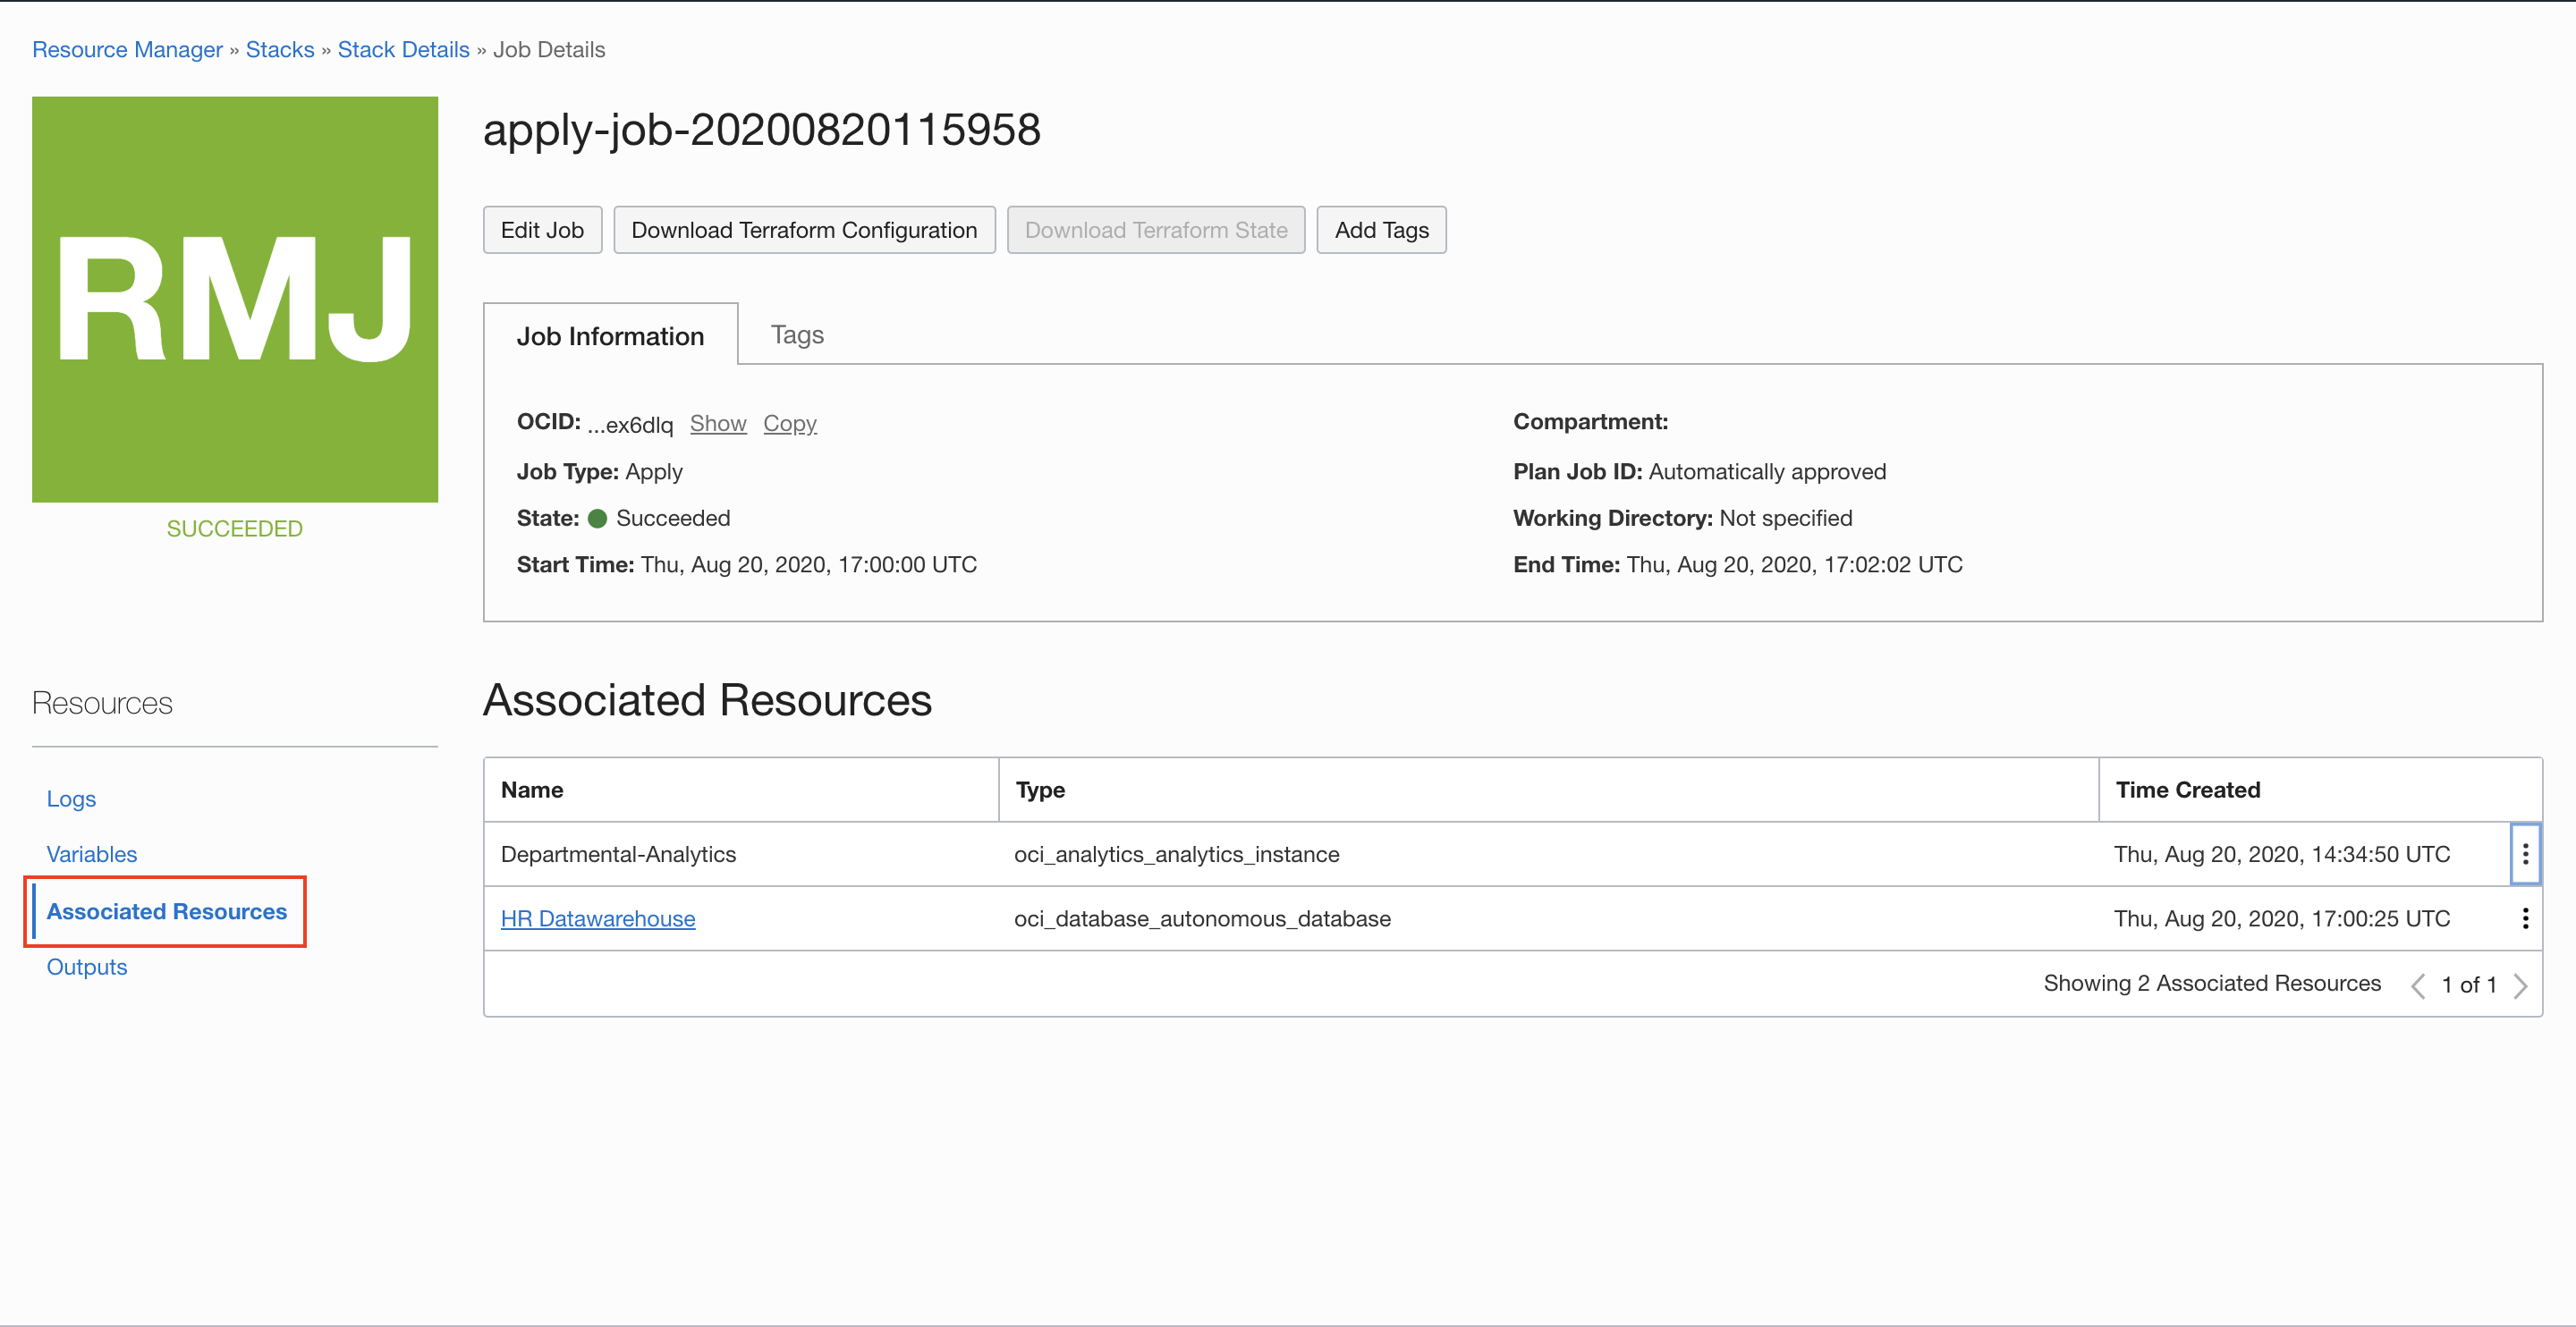 Resource Manager » Stacks » Stack Details » Job Details
RMJ
SUCCEEDED
apply-job-20200820115958
Edit Job Download Terraform Configuration Download Terraform State Add Tags
Job Information Tags
OCID: ...ex6dlq Show Copy Compartment:
Job Type: Apply Plan Job ID: Automatically approved
State: Succeeded Working Directory: Not specified
Start Time: Thu, Aug 20, 2020, 17:00:00 UTC End Time: Thu, Aug 20, 2020, 17:02:02 UTC
Resources
Logs
Variables
Associated Resources
Outputs
Associated Resources
Name Type Time Created
Departmental-Analytics oci_analytics_analytics_instance Thu, Aug 20, 2020, 14:34:50 UTC
HR Datawarehouse oci_database_autonomous_database Thu, Aug 20, 2020, 17:00:25 UTC
Showing 2 Associated Resources 1 of 1